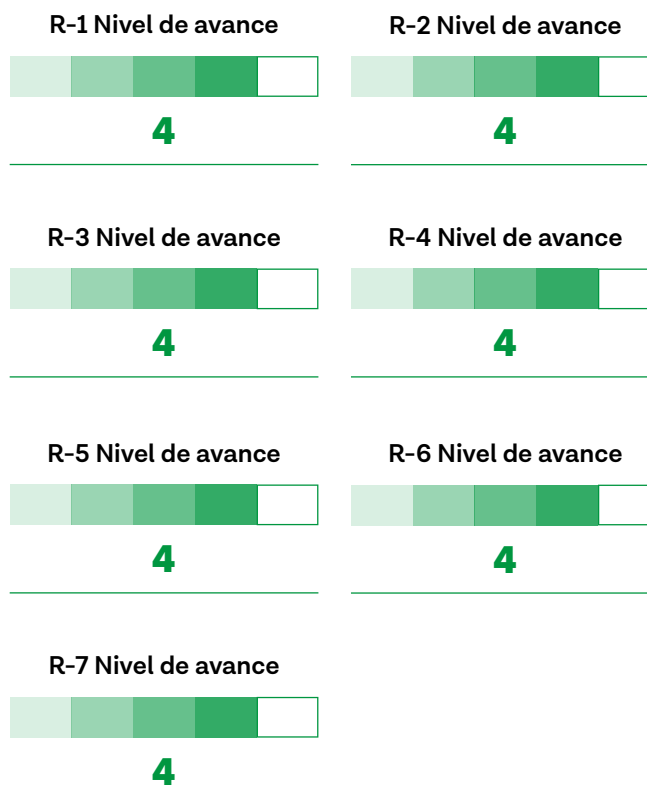 R-1 Nivel de avance
4
R-2 Nivel de avance
4
R-3 Nivel de avance
4
R-4 Nivel de avance
4
R-5 Nivel de avance
4
R-6 Nivel de avance
4
R-7 Nivel de avance
4